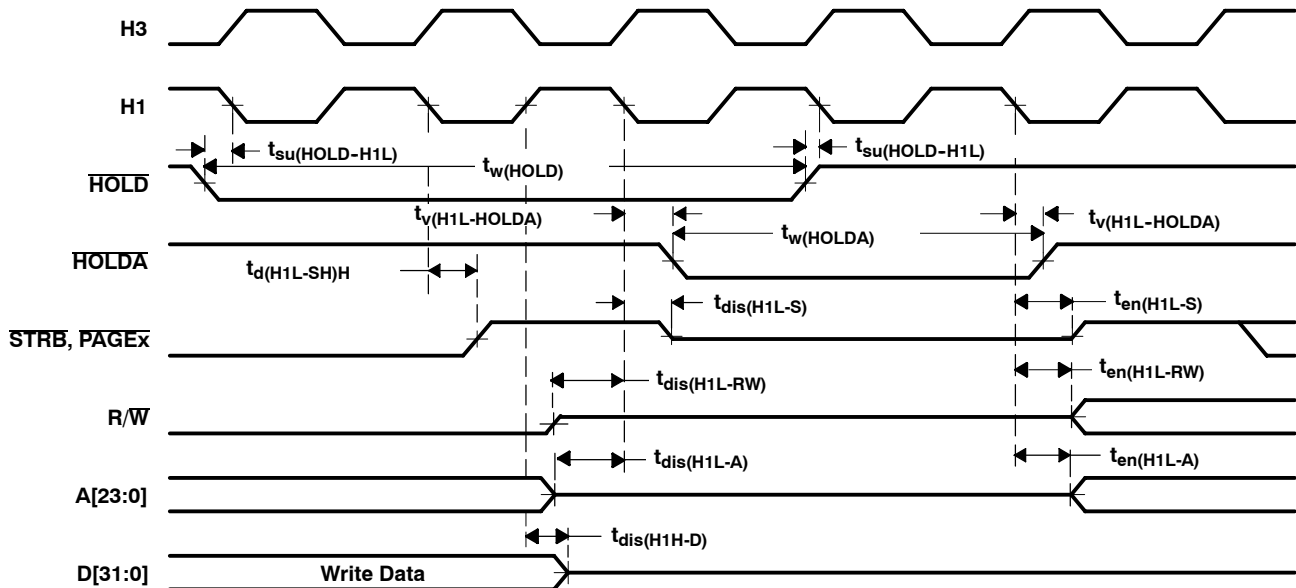 H3
H1
tsu(HOLD-H1L)
tsu(HOLD-H1L)
tw(HOLD)
HOLD
tv(H1L-HOLDA)
tw(HOLDA)
tv(H1L-HOLDA)
HOLDA
td(H1L-SH)H
tdis(H1L-S)
ten(H1L-S)
STRB, PAGEx
tdis(H1L-RW)
ten(H1L-RW)
R/W
tdis(H1L-A)
ten(H1L-A)
A[23:0]
tdis(H1H-D)
D[31:0]
Write Data